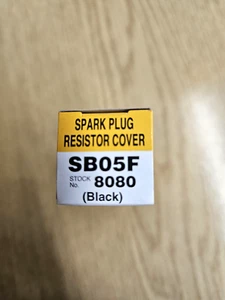 SPARK PLUG
RESISTOR COVER
SB05F
STOCK No. 8080
(Black)